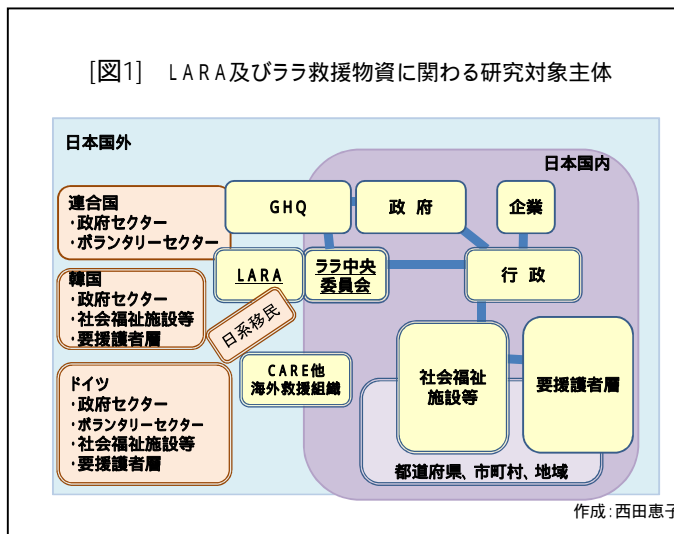 [図1] LARA及びララ救援物資に関わる研究対象主体
日本国外
日本国内
連合国
・政府セクター
・ボランタリーセクター
GHQ
政府
企業
韓国
・政府セクター
・社会福祉施設等
・要援護者層
LARA
ララ中央
委員会
行政
日系移民
CARE他
海外救援組織
ドイツ
・政府セクター
・ボランタリーセクター
・社会福祉施設等
・要援護者層
社会福祉
施設等
要援護者層
都道府県、市町村、地域
作成：西田恵子